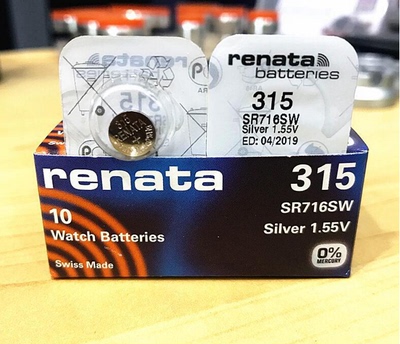 renata
batteries
315
SR716SW
Silver 1.55V
ED: 04/2019
315
renata 315
SR716SW
10
Silver 1.55V
Watch Batteries
Swiss Made
0%
MERCURY